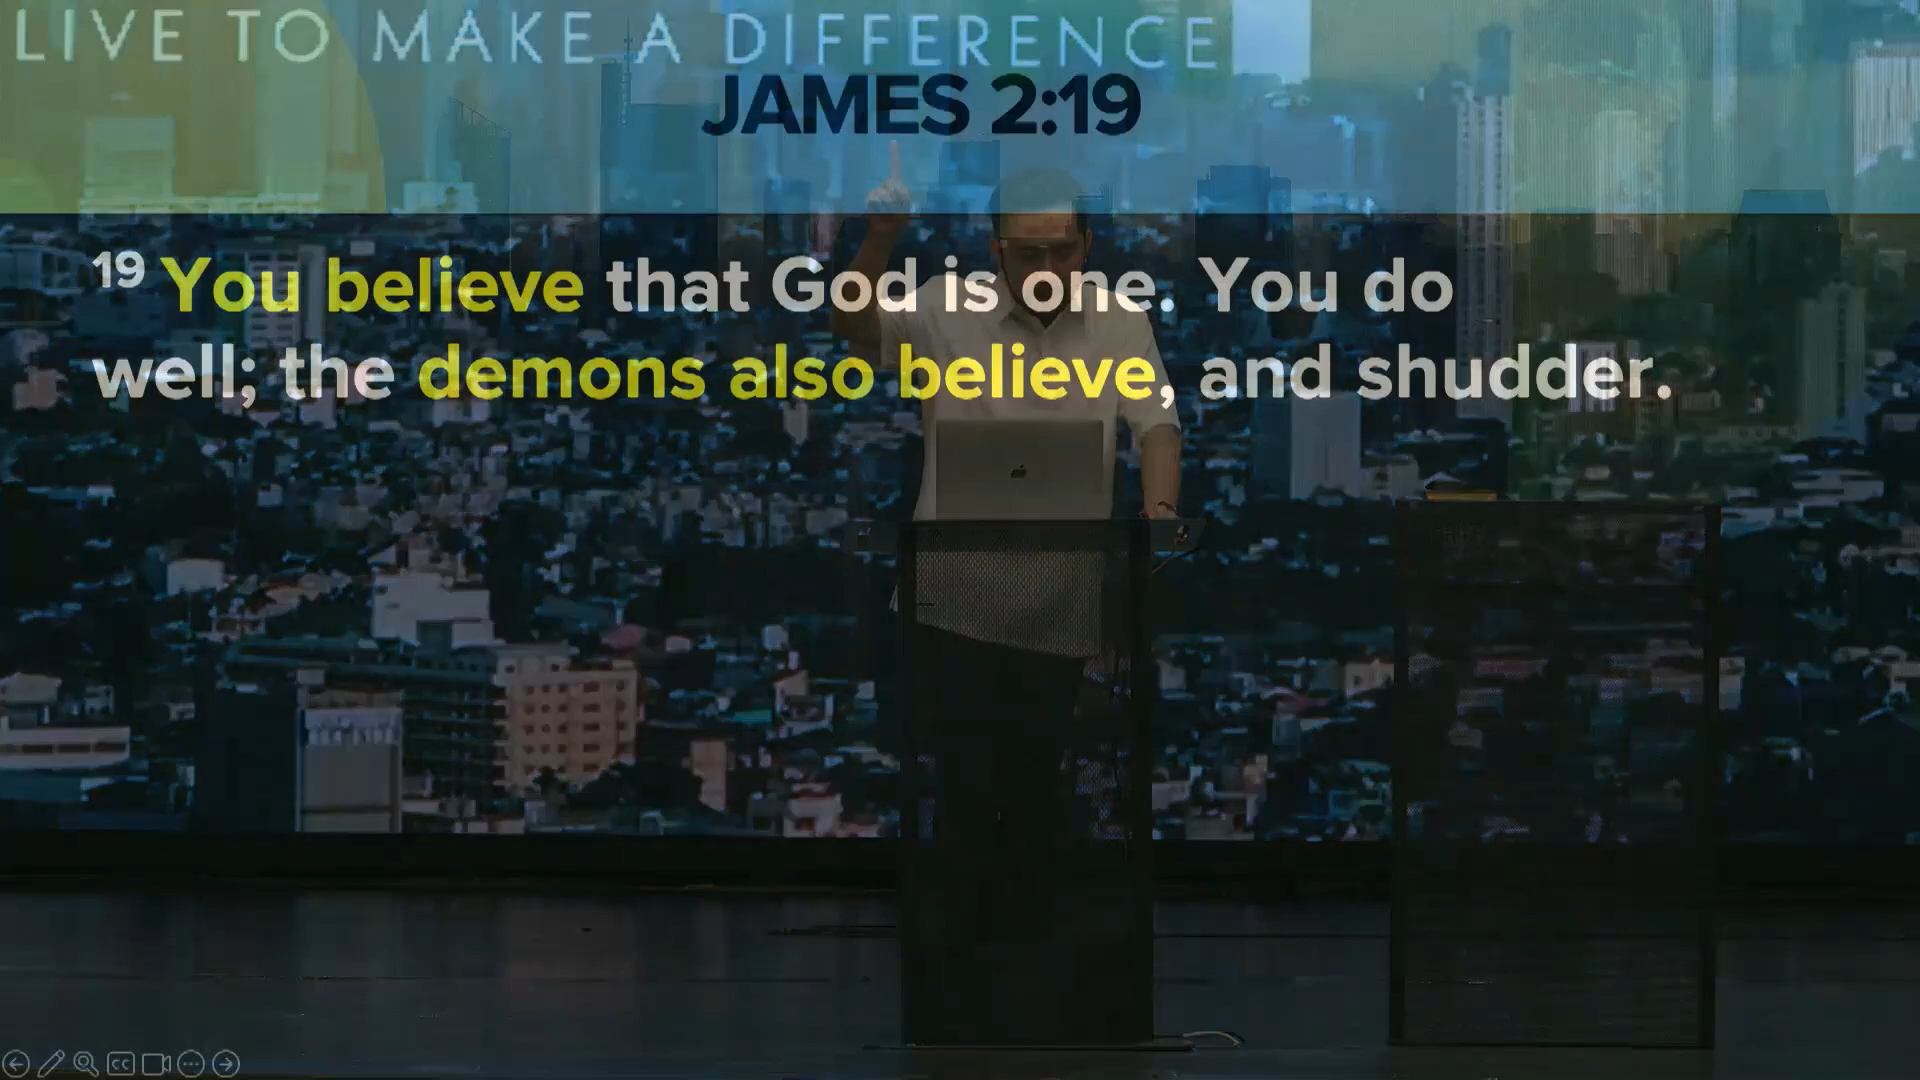 LIVE TO MAKE A DIFFERENCE
JAMES 2:19
19 You believe that God is one. You do
well; the demons also believe, and shudder.
CC